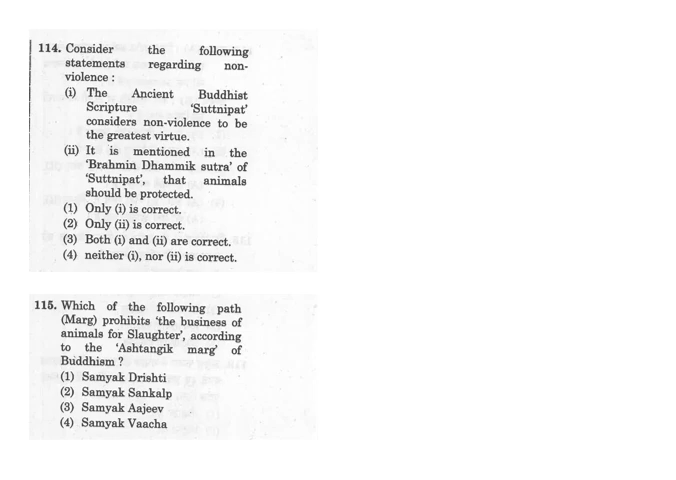 114. Consider the following
statements regarding non-
violence :
(i) The Ancient Buddhist
Scripture 'Suttnipat'
considers non-violence to be
the greatest virtue.
(ii) It is mentioned in the
'Brahmin Dhammik sutra' of
'Suttnipat', that animals
should be protected.
(1) Only (i) is correct.
(2) Only (ii) is correct.
(3) Both (i) and (ii) are correct.
(4) neither (i), nor (ii) is correct.
115. Which of the following path
(Marg) prohibits 'the business of
animals for Slaughter', according
to the 'Ashtangik marg' of
Buddhism ?
(1) Samyak Drishti
(2) Samyak Sankalp
(3) Samyak Aajeev
(4) Samyak Vaacha